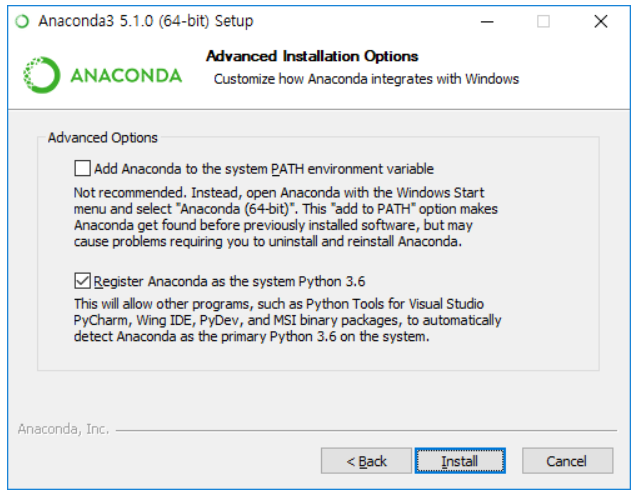 Anaconda3 5.1.0 (64-bit) Setup
ANACONDA
Advanced Installation Options
Customize how Anaconda integrates with Windows
Advanced Options
Add Anaconda to the system PATH environment variable
Not recommended. Instead, open Anaconda with the Windows Start
menu and select "Anaconda (64-bit)". This "add to PATH" option makes
Anaconda get found before previously installed software, but may
cause problems requiring you to uninstall and reinstall Anaconda.
Register Anaconda as the system Python 3.6
This will allow other programs, such as Python Tools for Visual Studio
PyCharm, Wing IDE, PyDev, and MSI binary packages, to automatically
detect Anaconda as the primary Python 3.6 on the system.
Anaconda, Inc.
< Back Install Cancel